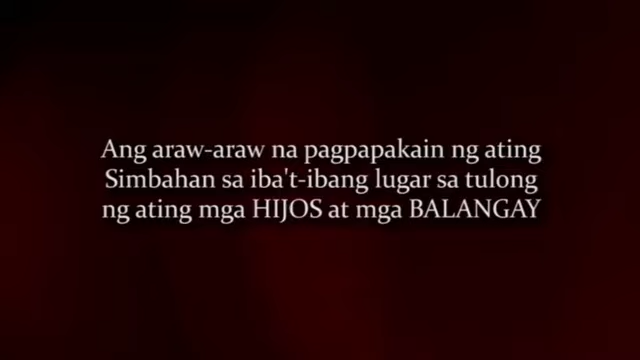 Ang araw-araw na pagpapakain ng ating
Simbahan sa iba't-ibang lugar sa tulong
ng ating mga HIJOS at mga BALANGAY